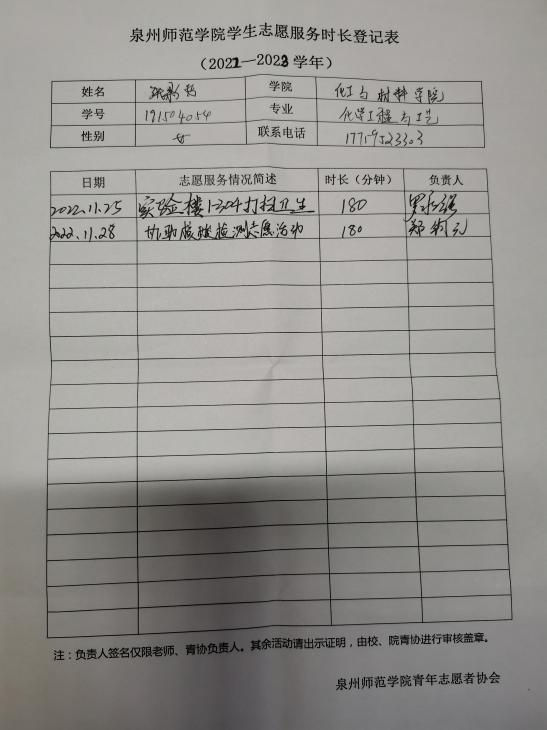 泉州师范学院学生志愿服务时长登记表
（2022—2023学年）
姓名 学院 化工与材料学院
学号 191504054 专业 化学工程与工艺
性别 女 联系电话 17759523303
日期 志愿服务情况简述 时长（分钟） 负责人
2022.11.25 实验楼1304打扫卫生 180
2022.11.28 协助核酸检测志愿活动 180
注：负责人签名仅限老师、青协负责人。其余活动请出示证明，由校、院青协进行审核盖章。
泉州师范学院青年志愿者协会